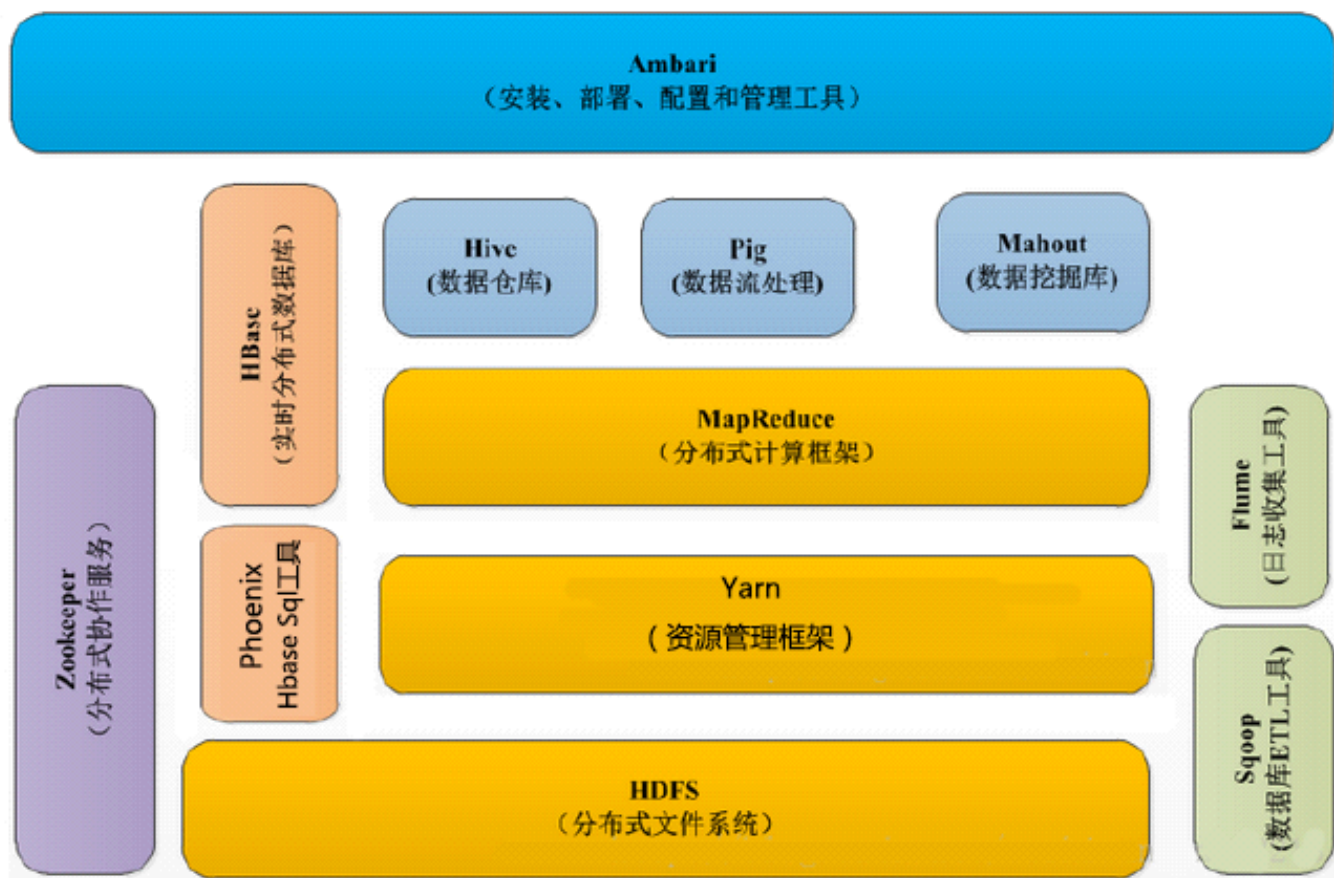 Ambari
（安装、部署、配置和管理工具）
HBase
（实时分布式数据库）
Hive
(数据仓库)
Pig
(数据流处理)
Mahout
(数据挖掘库)
MapReduce
（分布式计算框架）
Zookeeper
（分布式协作服务）
Phoenix
Hbase Sql工具
Yarn
（资源管理框架）
Flume
(日志收集工具)
Sqoop
(数据库ETL工具)
HDFS
（分布式文件系统）